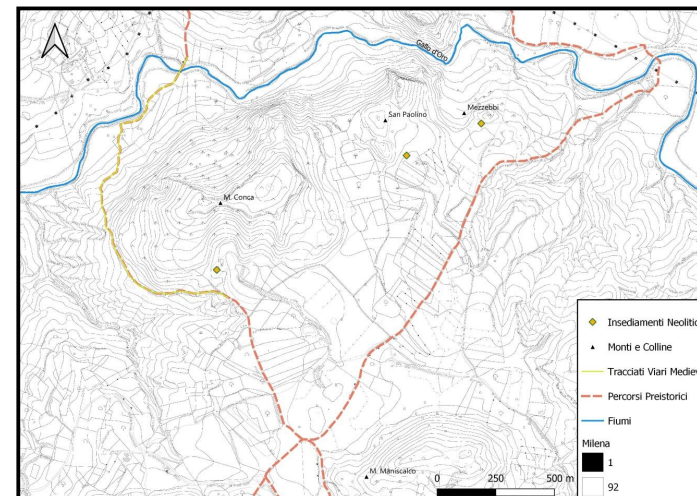 Gallo d'Oro
San Paolino
Mezzebbi
M. Conca
M. Maniscalco
0 250 500 m
Insediamenti Neolitic
Monti e Colline
Tracciati Viari Mediev
Percorsi Preistorici
Fiumi
Milena
1
92